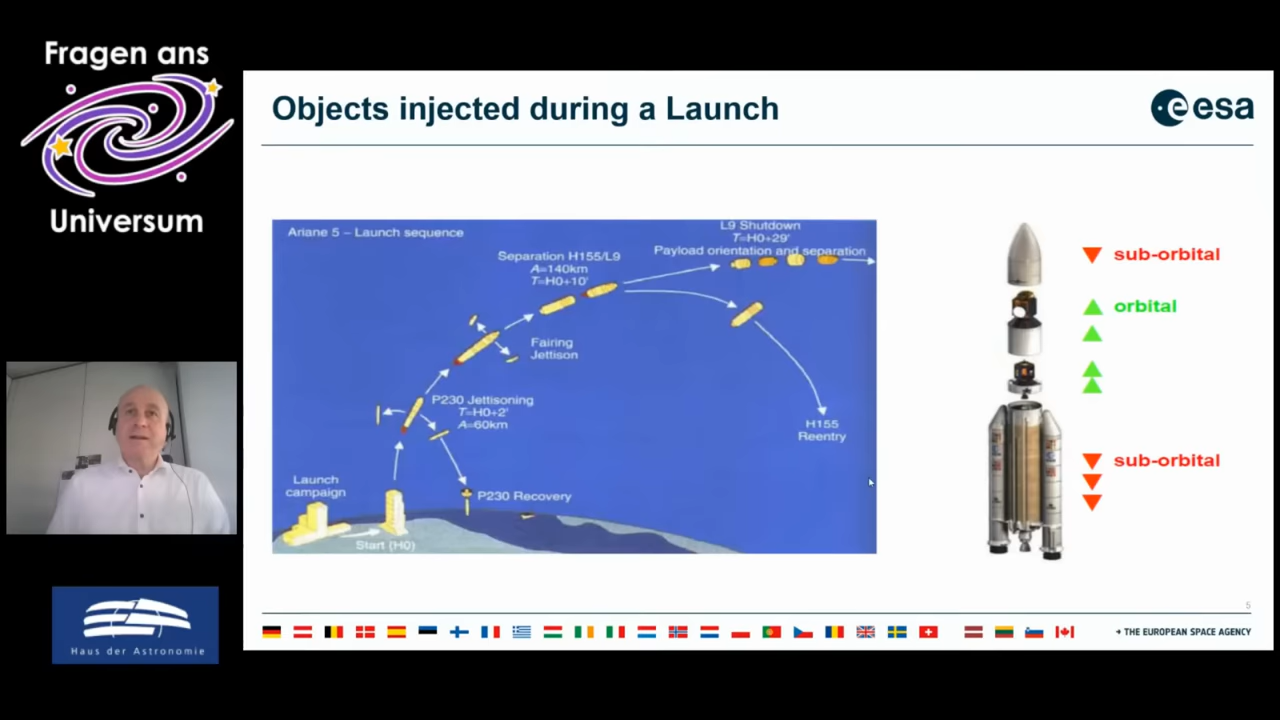 Fragen ans
Universum
Objects injected during a Launch
esa
Ariane 5 – Launch sequence
L9 Shutdown
T=H0+29'
Payload orientation and separation
Separation H155/L9
A=140km
T=H0+10'
Fairing
Jettison
P230 Jettisoning
T=H0+2'
A=60km
H155
Reentry
Launch
campaign
P230 Recovery
Start (H0)
sub-orbital
orbital
sub-orbital
5
→ THE EUROPEAN SPACE AGENCY
Haus der Astronomie